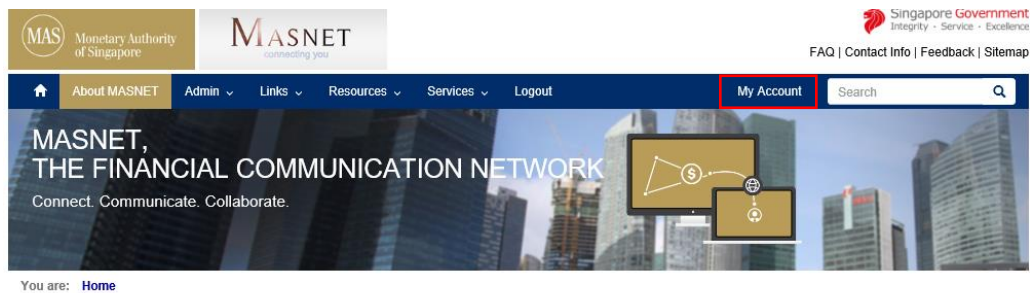 MAS Monetary Authority of Singapore
MASNET
connecting you
Singapore Government
Integrity · Service · Excellence
FAQ | Contact Info | Feedback | Sitemap
About MASNET Admin Links Resources Services Logout My Account Search
MASNET,
THE FINANCIAL COMMUNICATION NETWORK
Connect. Communicate. Collaborate.
$
You are: Home